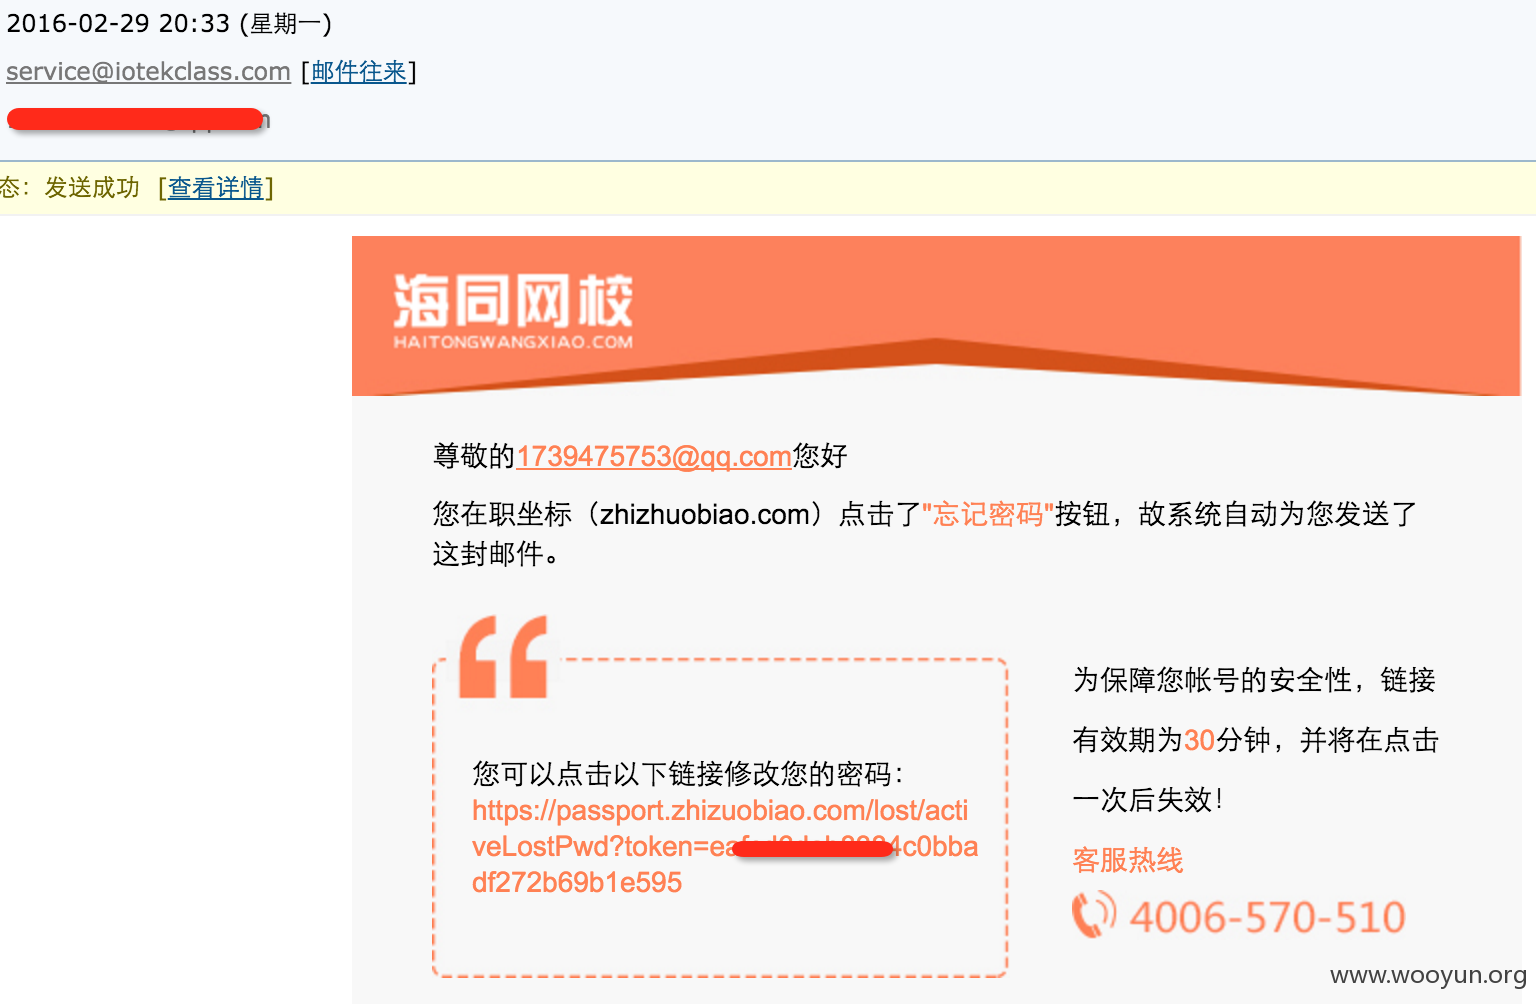 2016-02-29 20:33 (星期一)
service@iotekclass.com [邮件往来]
态：发送成功 [查看详情]
海同网校
HAITONGWANGXIAO.COM
尊敬的1739475753@qq.com您好
您在职坐标（zhizhuobiao.com）点击了"忘记密码"按钮，故系统自动为您发送了
这封邮件。
您可以点击以下链接修改您的密码：
https://passport.zhizuobiao.com/lost/acti
veLostPwd?token=ea 4c0bba
df272b69b1e595
为保障您帐号的安全性，链接
有效期为30分钟，并将在点击
一次后失效！
客服热线
4006-570-510
www.wooyun.org